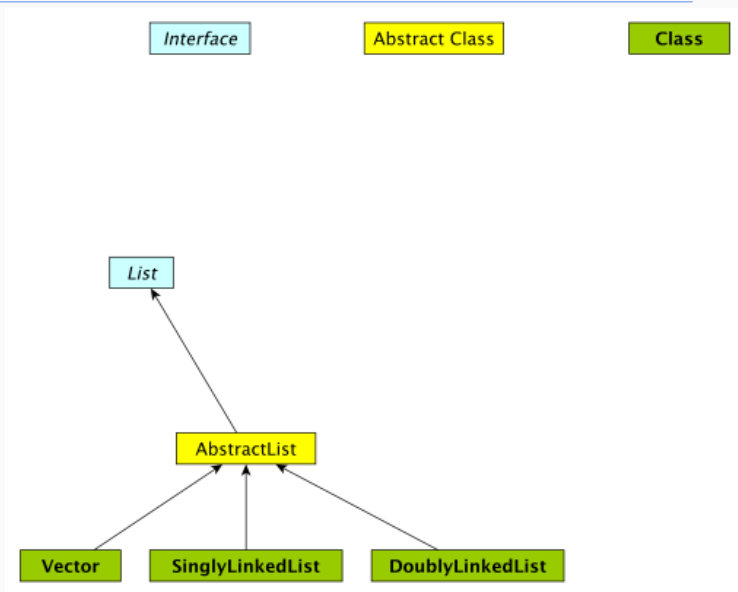 Interface
Abstract Class
Class
List
AbstractList
Vector
SinglyLinkedList
DoublyLinkedList